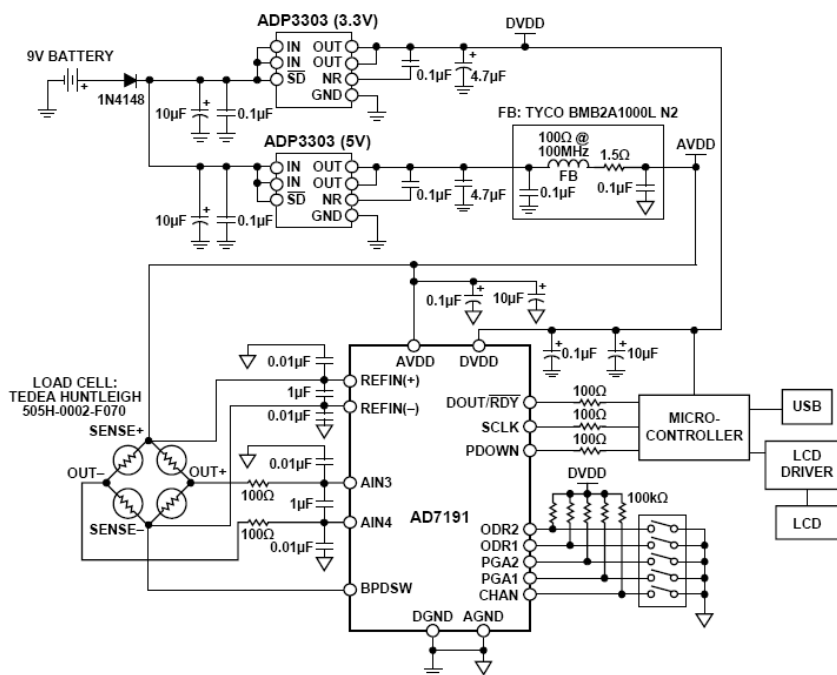 ADP3303 (3.3V)
9V BATTERY
+
1N4148
10µF
+
0.1µF
IN
IN
SD
OUT
OUT
NR
GND
0.1µF
+
4.7µF
DVDD
ADP3303 (5V)
10µF
+
0.1µF
IN
IN
SD
OUT
OUT
NR
GND
0.1µF
+
4.7µF
FB: TYCO BMB2A1000L N2
100Ω @
100MHz
FB
1.5Ω
0.1µF
0.1µF
AVDD
0.1µF
+
10µF
+
AVDD
DVDD
+
0.1µF
+
10µF
LOAD CELL:
TEDEA HUNTLEIGH
505H-0002-F070
SENSE+
OUT–
OUT+
SENSE–
0.01µF
1µF
0.01µF
0.01µF
100Ω
1µF
100Ω
0.01µF
REFIN(+)
REFIN(–)
AIN3
AIN4
BPDSW
AD7191
DOUT/RDY
SCLK
PDOWN
100Ω
100Ω
100Ω
MICRO-
CONTROLLER
USB
LCD
DRIVER
LCD
DVDD
100kΩ
ODR2
ODR1
PGA2
PGA1
CHAN
DGND
AGND